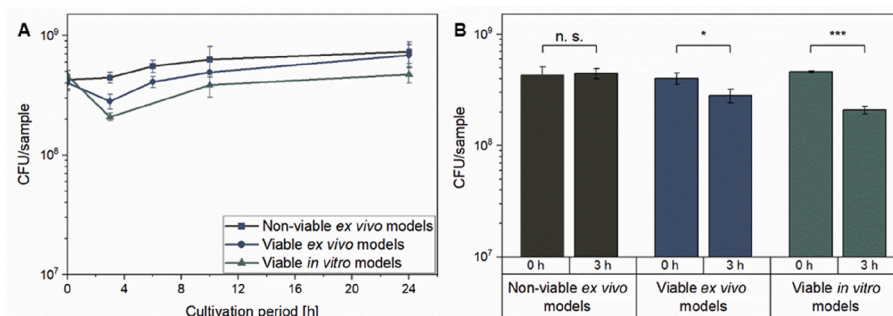 A
B
10⁹
10⁸
10⁷
CFU/sample
0
4
8
12
16
20
24
Cultivation period [h]
Non-viable ex vivo models
Viable ex vivo models
Viable in vitro models
10⁹
10⁸
10⁷
CFU/sample
n. s.
*
***
0 h
3 h
0 h
3 h
0 h
3 h
Non-viable ex vivo
models
Viable ex vivo
models
Viable in vitro
models